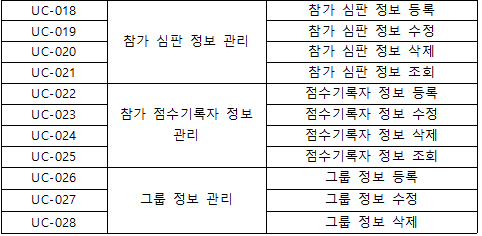 UC-018 참가 심판 정보 관리 참가 심판 정보 등록
UC-019 참가 심판 정보 수정
UC-020 참가 심판 정보 삭제
UC-021 참가 심판 정보 조회
UC-022 참가 점수기록자 정보 관리 점수기록자 정보 등록
UC-023 점수기록자 정보 수정
UC-024 점수기록자 정보 삭제
UC-025 점수기록자 정보 조회
UC-026 그룹 정보 관리 그룹 정보 등록
UC-027 그룹 정보 수정
UC-028 그룹 정보 삭제